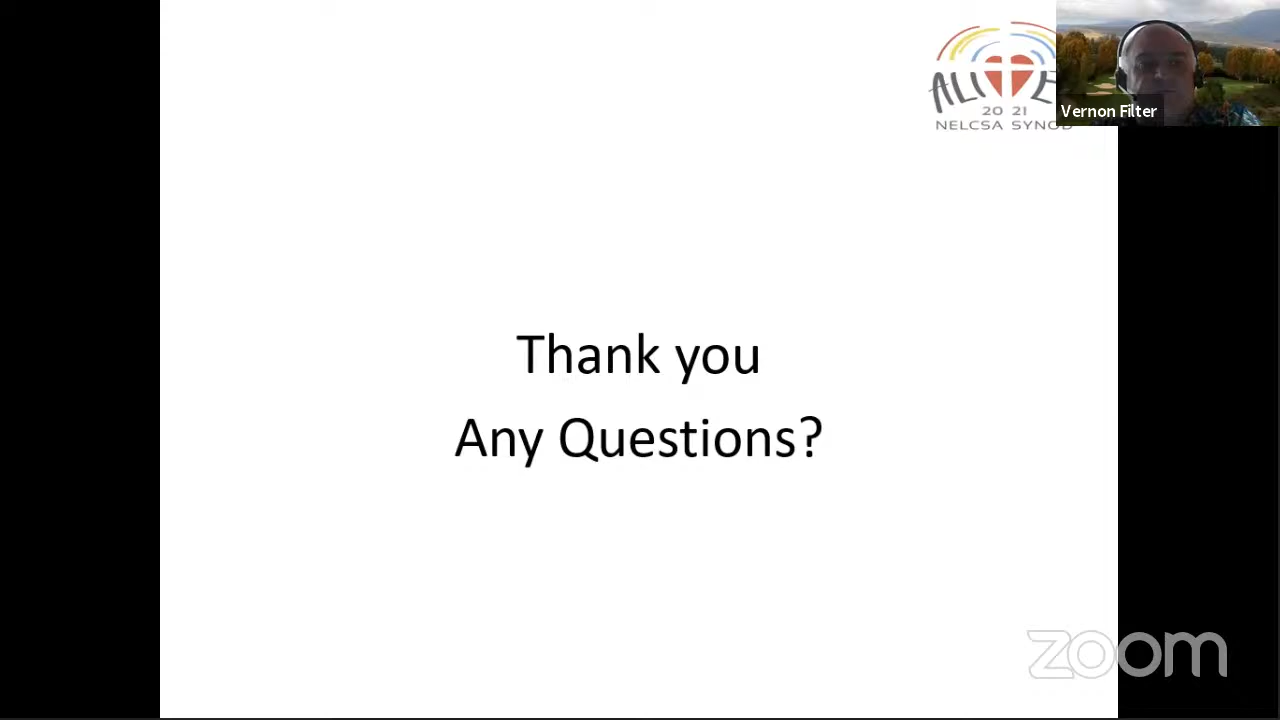 ALIVE
20 21
NELCSA SYNOD
Vernon Filter
Thank you
Any Questions?
zoom